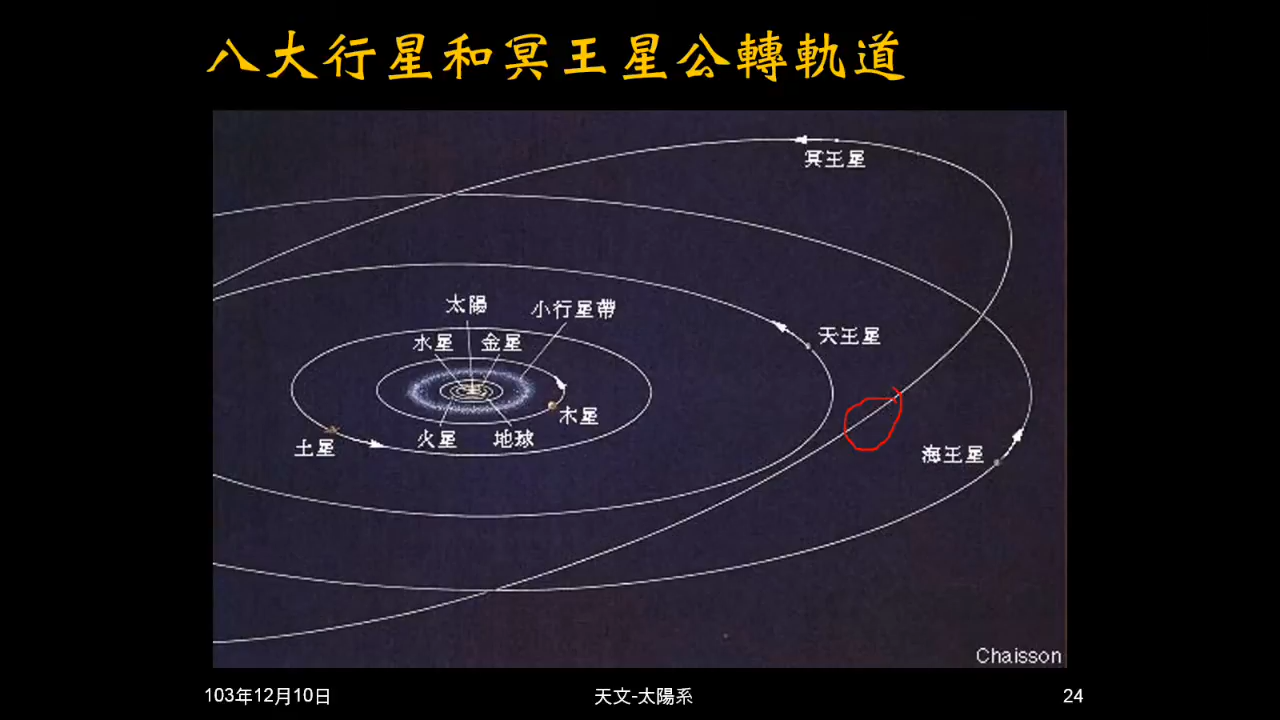 八大行星和冥王星公轉軌道
冥王星
太陽
小行星帶
水星
金星
天王星
木星
火星
地球
土星
海王星
Chaisson
103年12月10日
天文-太陽系
24